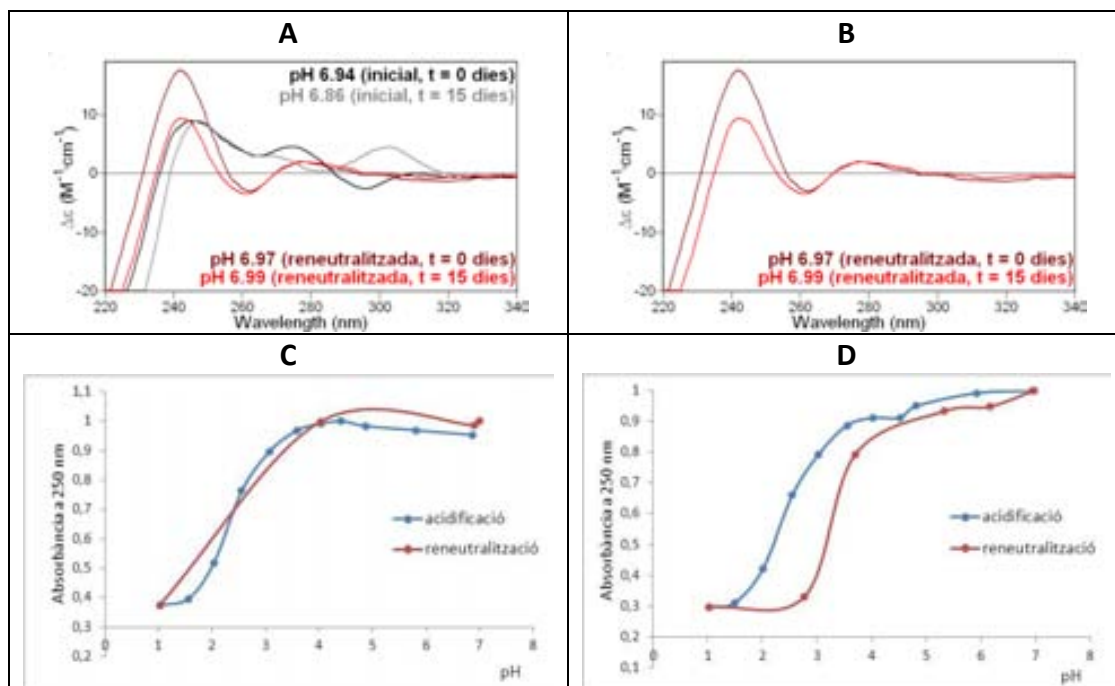 A
pH 6.94 (inicial, t = 0 dies)
pH 6.86 (inicial, t = 15 dies)
10
0
-10
-20
Δε (M⁻¹·cm⁻¹)
pH 6.97 (reneutralitzada, t = 0 dies)
pH 6.99 (reneutralitzada, t = 15 dies)
220 240 260 280 300 320 340
Wavelength (nm)
B
10
0
-10
-20
Δε (M⁻¹·cm⁻¹)
pH 6.97 (reneutralitzada, t = 0 dies)
pH 6.99 (reneutralitzada, t = 15 dies)
220 240 260 280 300 320 340
Wavelength (nm)
C
1,1
1
0,9
0,8
0,7
0,6
0,5
0,4
0,3
0,2
Absorbància a 250 nm
acidificació
reneutralització
0 1 2 3 4 5 6 7 8
pH
D
1
0,9
0,8
0,7
0,6
0,5
0,4
0,3
0,2
0,1
Absorbància a 250 nm
acidificació
reneutralització
0 1 2 3 4 5 6 7 8
pH